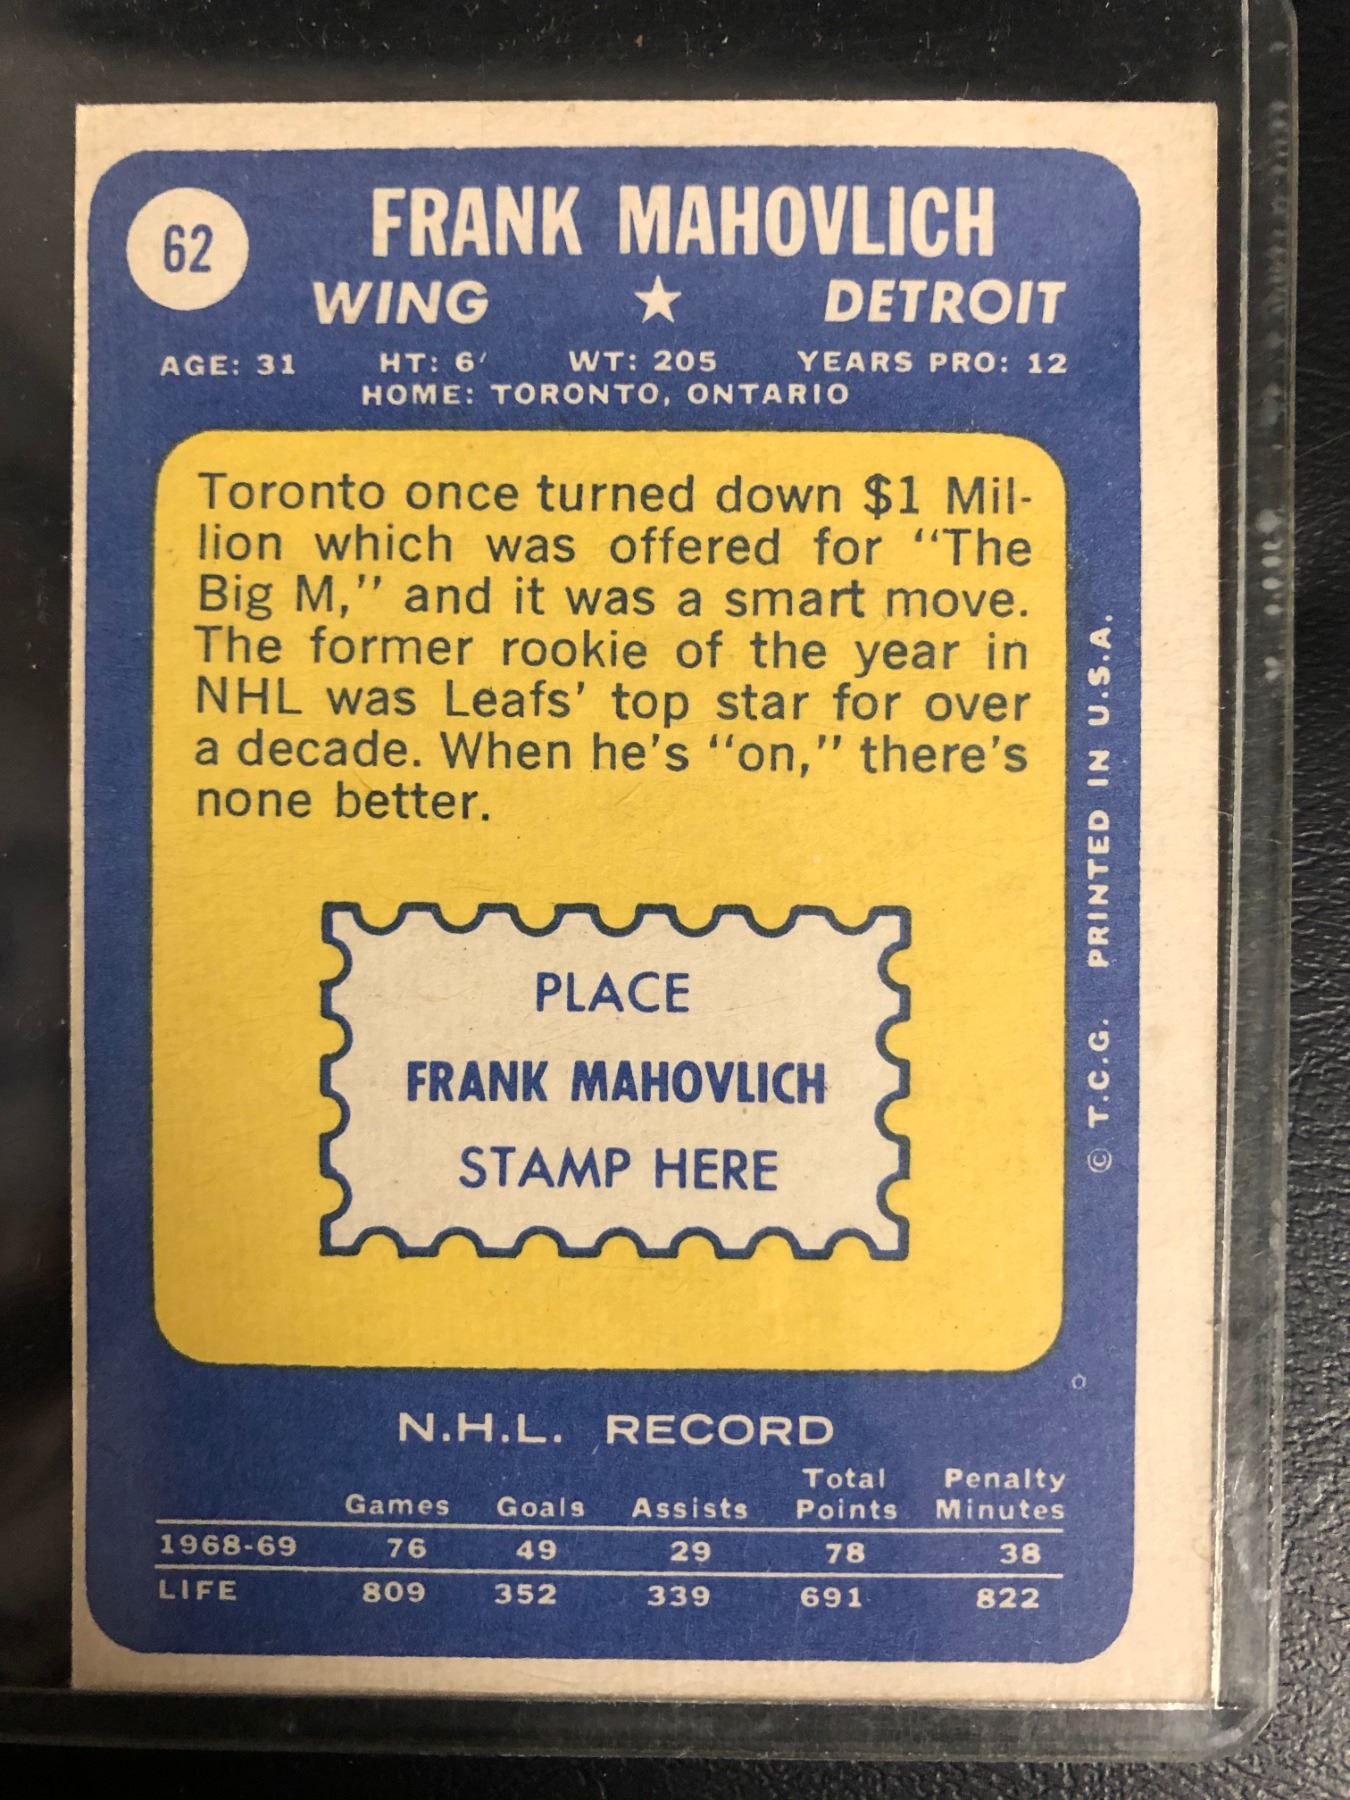 62
FRANK MAHOVLICH
WING ★ DETROIT
AGE: 31 HT: 6' WT: 205 YEARS PRO: 12
HOME: TORONTO, ONTARIO
Toronto once turned down $1 Mil-
lion which was offered for "The
Big M," and it was a smart move.
The former rookie of the year in
NHL was Leafs' top star for over
a decade. When he's "on," there's
none better.
PLACE
FRANK MAHOVLICH
STAMP HERE
© T.C.G. PRINTED IN U.S.A.
N.H.L. RECORD
Games Goals Assists Total Points Penalty Minutes
1968-69 76 49 29 78 38
LIFE 809 352 339 691 822